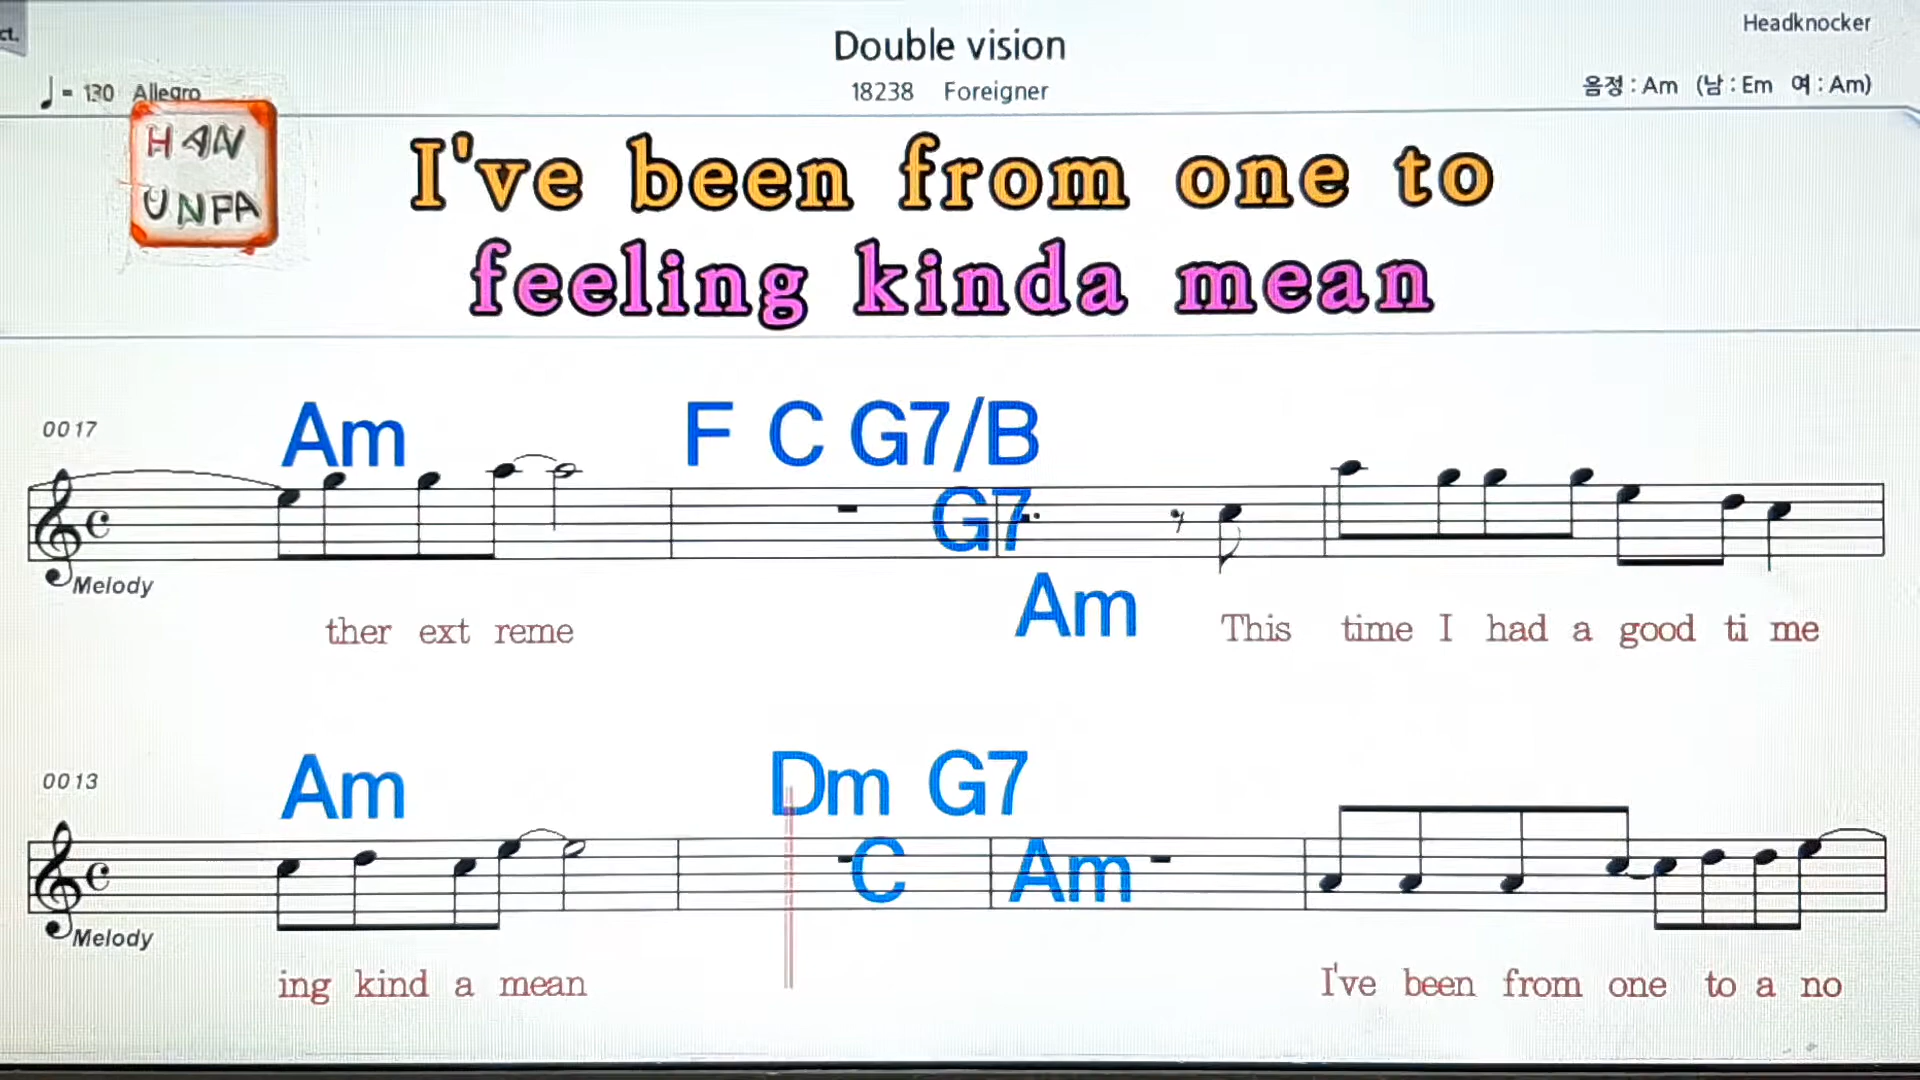 ct.
Double vision
Headknocker
♩= 130 Allegro
18238 Foreigner
음정 : Am (남 : Em 여 : Am)
HAN
UNPA
I've been from one to
feeling kinda mean
0017
Am F C G7/B
G7
Melody
Am
ther ext reme This time I had a good ti me
0013
Am Dm G7
C Am
Melody
ing kind a mean I've been from one to a no